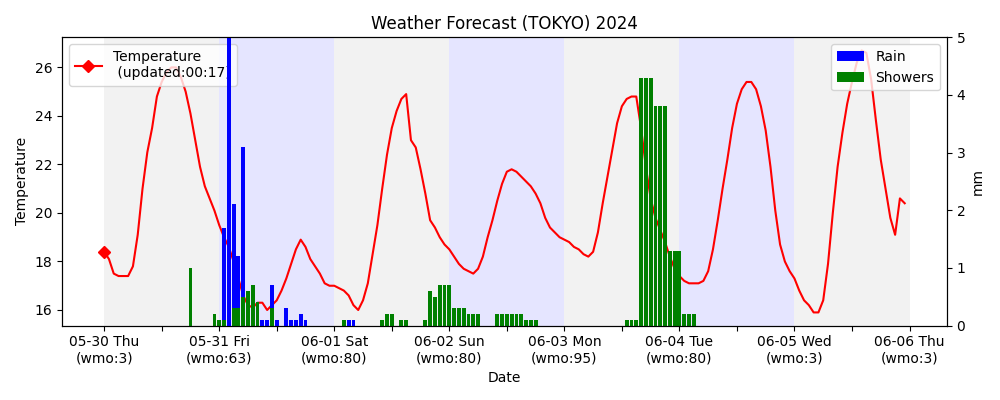 Weather Forecast (TOKYO) 2024
Temperature
(updated:00:17)
Rain
Showers
26
24
22
20
18
16
Temperature
5
4
3
2
1
0
mm
05-30 Thu
(wmo:3)
05-31 Fri
(wmo:63)
06-01 Sat
(wmo:80)
06-02 Sun
(wmo:80)
06-03 Mon
(wmo:95)
06-04 Tue
(wmo:80)
06-05 Wed
(wmo:3)
06-06 Thu
(wmo:3)
Date